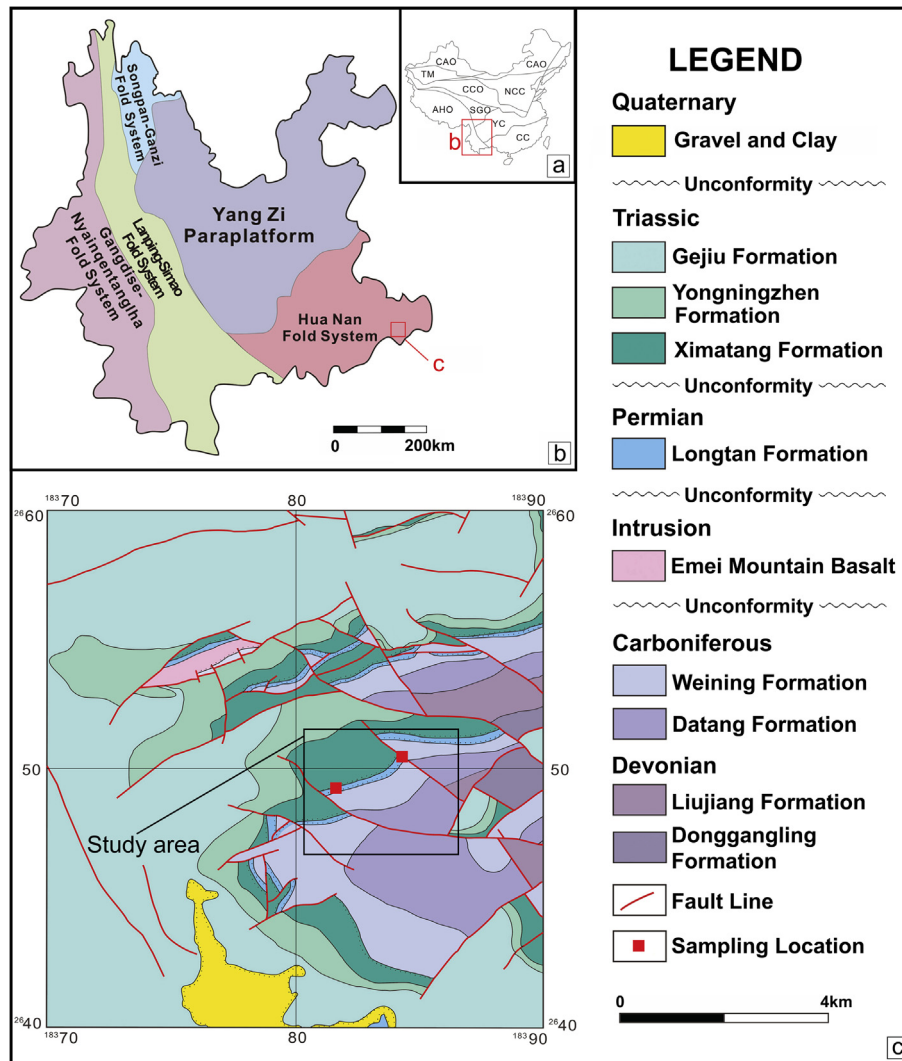 Songpan-Ganzi
Fold System
Yang Zi
Paraplatform
Lanping-Simao
Fold System
Gangdise-
Nyainqentanglha
Fold System
Hua Nan
Fold System
c
0 200km
b
CAO CAO
TM
CCO NCC
AHO SGO
YC
CC
b
a
LEGEND
Quaternary
Gravel and Clay
Unconformity
Triassic
Gejiu Formation
Yongningzhen
Formation
Ximatang Formation
Unconformity
Permian
Longtan Formation
Unconformity
Intrusion
Emei Mountain Basalt
Unconformity
Carboniferous
Weining Formation
Datang Formation
Devonian
Liujiang Formation
Donggangling
Formation
Fault Line
Sampling Location
0 4km
c
18370 80 18390
2660 2660
50 50
Study area
2640 2640
18370 80 18390